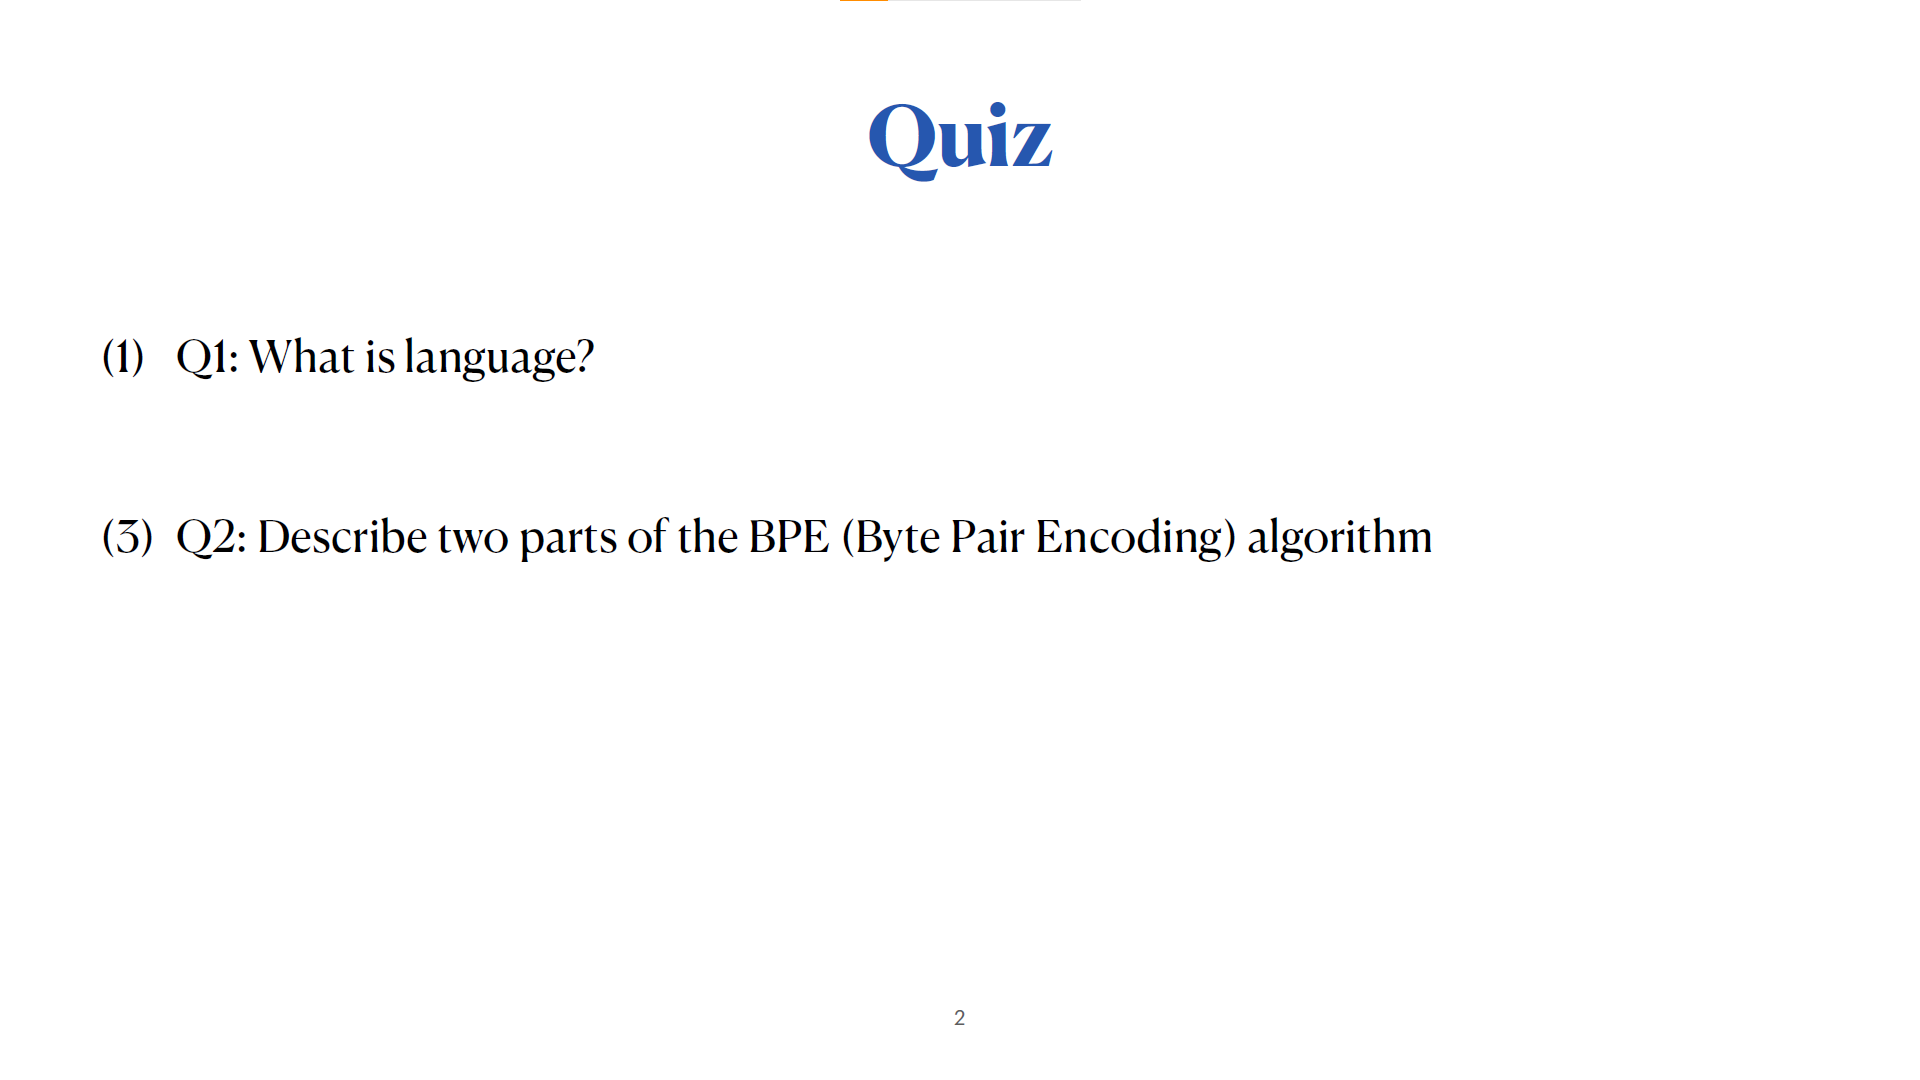 Quiz
(1) Q1: What is language?
(3) Q2: Describe two parts of the BPE (Byte Pair Encoding) algorithm
2